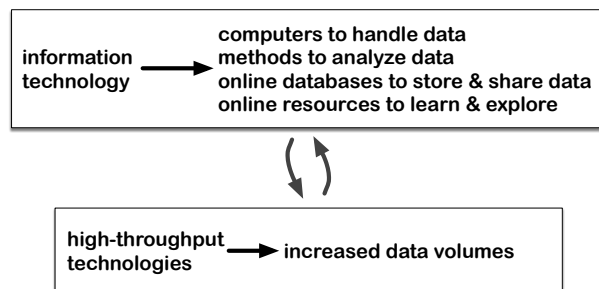 computers to handle data
information
technology
methods to analyze data
online databases to store & share data
online resources to learn & explore
high-throughput
technologies
increased data volumes